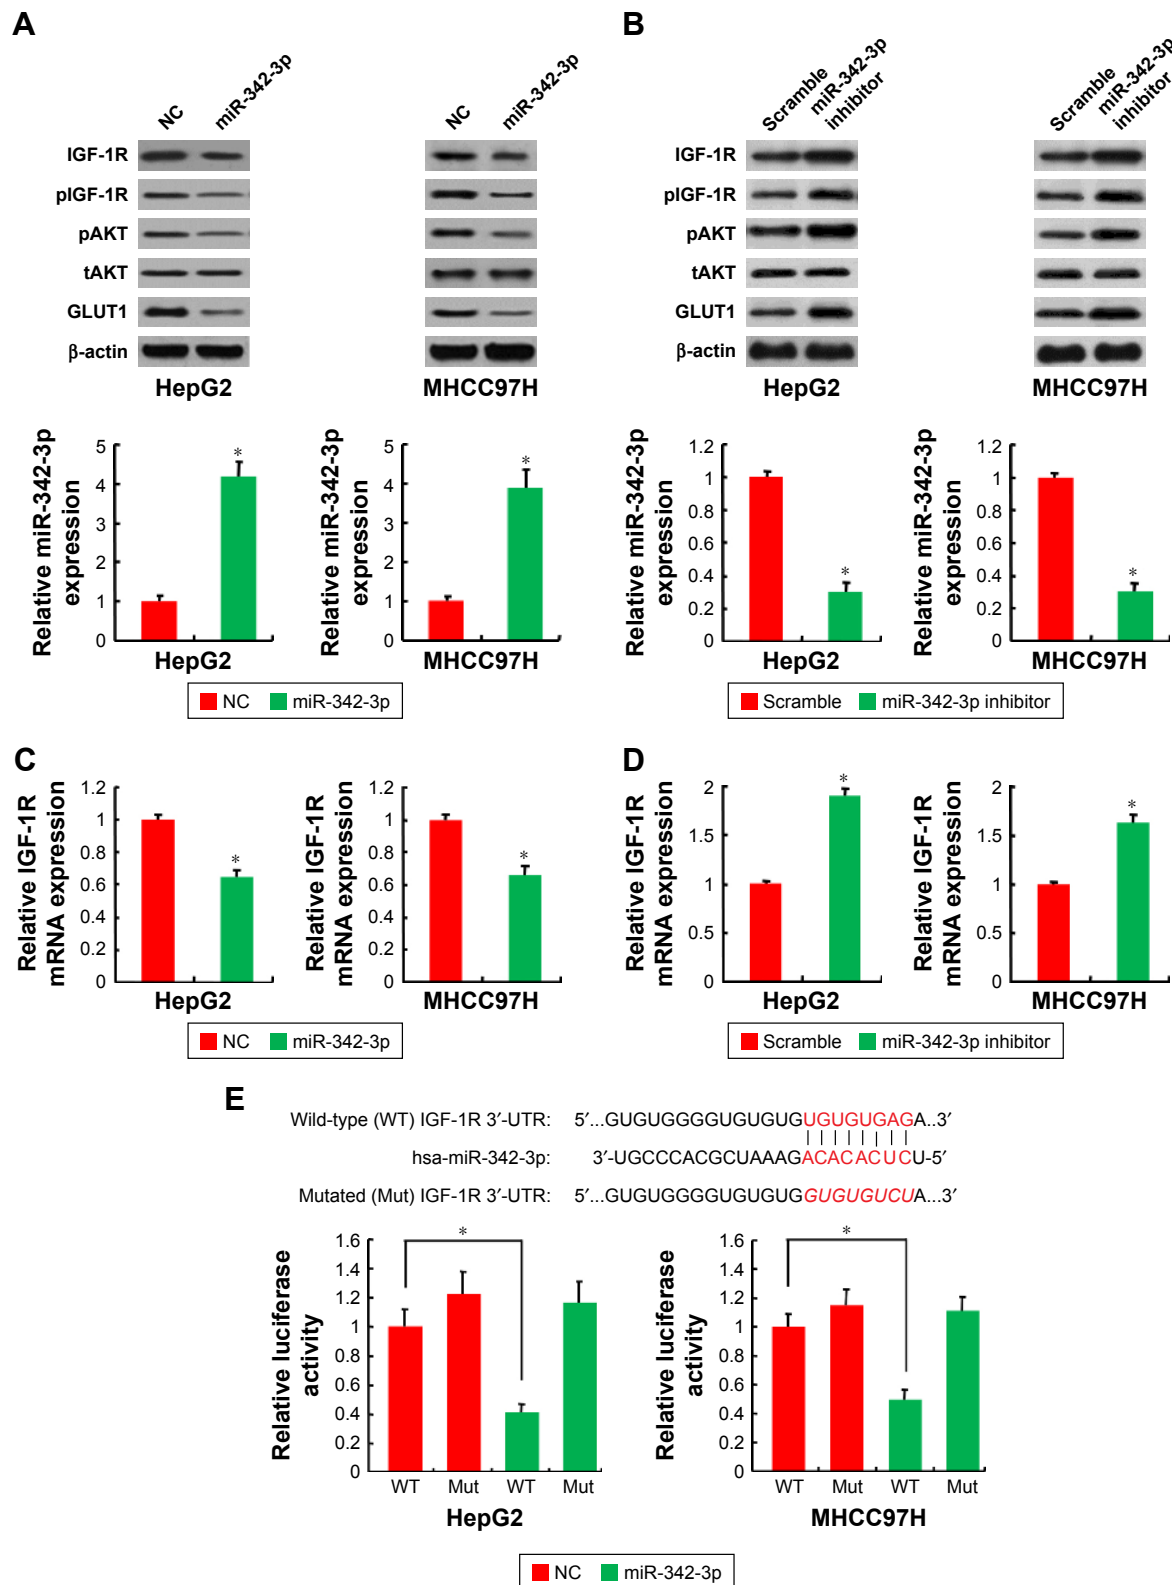 A
NC miR-342-3p
NC miR-342-3p
IGF-1R
pIGF-1R
pAKT
tAKT
GLUT1
β-actin
HepG2 MHCC97H
Relative miR-342-3p expression
5
4
3
2
1
0
*
HepG2
Relative miR-342-3p expression
5
4
3
2
1
0
*
MHCC97H
NC miR-342-3p
B
Scramble miR-342-3p inhibitor
Scramble miR-342-3p inhibitor
IGF-1R
pIGF-1R
pAKT
tAKT
GLUT1
β-actin
HepG2 MHCC97H
Relative miR-342-3p expression
1.2
1
0.8
0.6
0.4
0.2
0
*
HepG2
Relative miR-342-3p expression
1.2
1
0.8
0.6
0.4
0.2
0
*
MHCC97H
Scramble miR-342-3p inhibitor
C
Relative IGF-1R mRNA expression
1.2
1
0.8
0.6
0.4
0.2
0
*
HepG2
Relative IGF-1R mRNA expression
1.2
1
0.8
0.6
0.4
0.2
0
*
MHCC97H
NC miR-342-3p
D
Relative IGF-1R mRNA expression
2
1.5
1
0.5
0
*
HepG2
Relative IGF-1R mRNA expression
2
1.5
1
0.5
0
*
MHCC97H
Scramble miR-342-3p inhibitor
E
Wild-type (WT) IGF-1R 3′-UTR: 5′...GUGUGGGGUGUGUGUGUGUGAGA..3′
hsa-miR-342-3p: 3′-UGCCCACGCUAAAGACACACUCU-5′
Mutated (Mut) IGF-1R 3′-UTR: 5′...GUGUGGGGUGUGUGGUGUGUCUA...3′
Relative luciferase activity
1.6
1.4
1.2
1
0.8
0.6
0.4
0.2
0
*
WT Mut WT Mut
HepG2
Relative luciferase activity
1.6
1.4
1.2
1
0.8
0.6
0.4
0.2
0
*
WT Mut WT Mut
MHCC97H
NC miR-342-3p